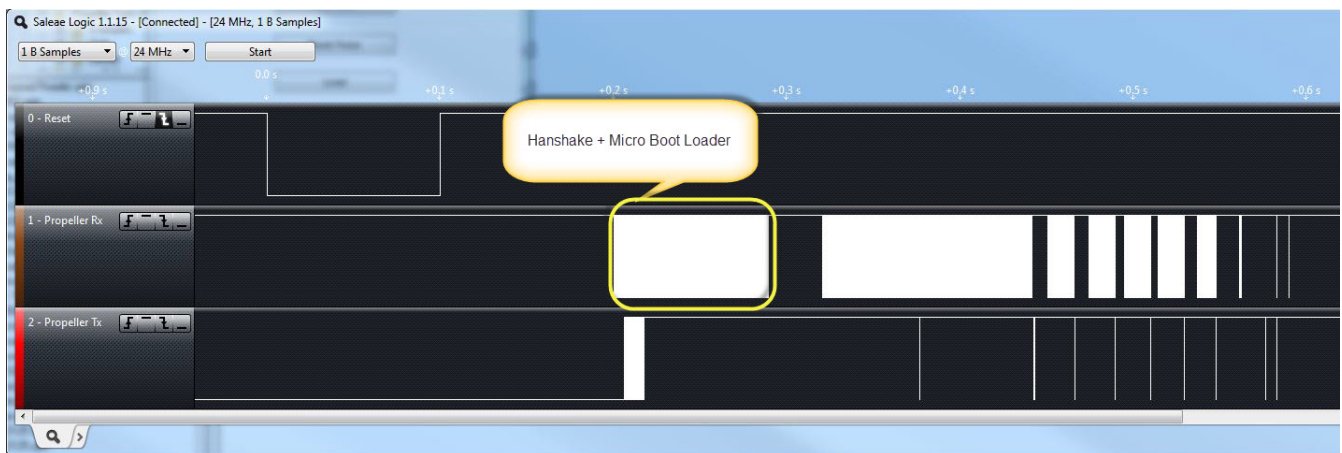 Saleae Logic 1.1.15 - [Connected] - [24 MHz, 1 B Samples]
1 B Samples @ 24 MHz Start
0.0 s
+0,9 s +0,1 s +0,2 s +0,3 s +0,4 s +0,5 s +0,6 s
0 - Reset
Hanshake + Micro Boot Loader
1 - Propeller Rx
2 - Propeller Tx